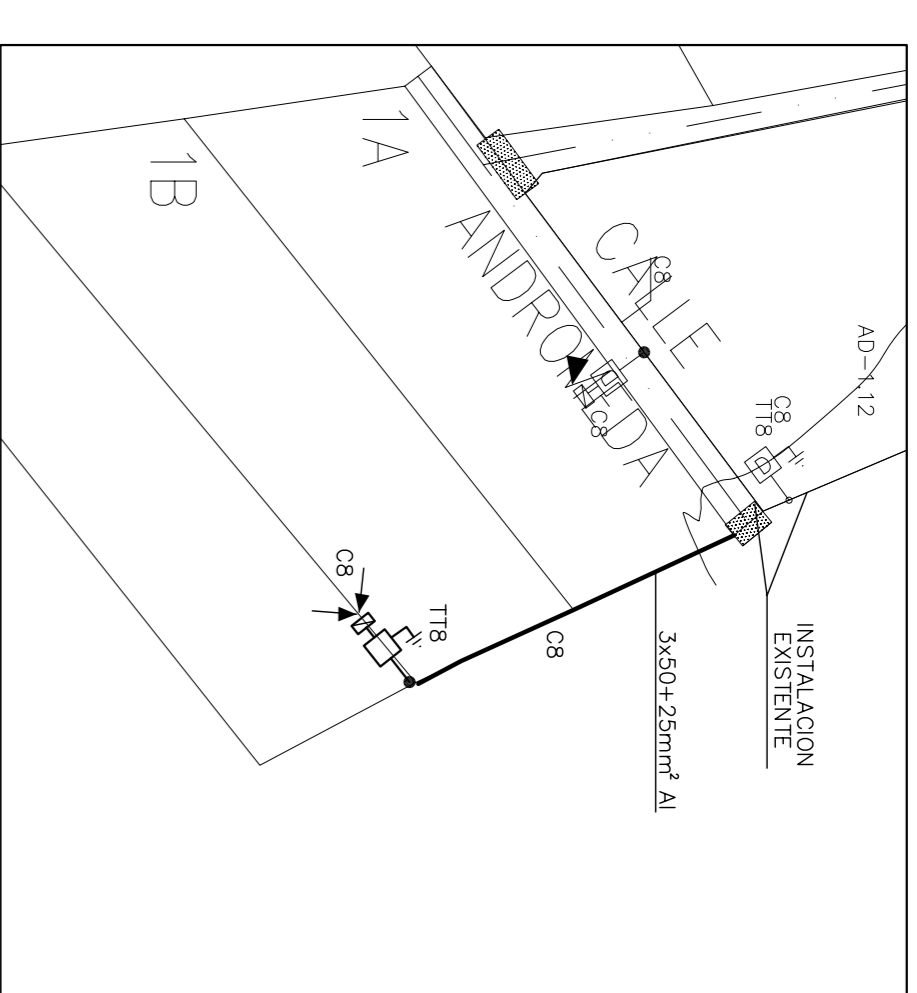 CALLE
ANDROMEDA
1A
1B
AD-1,12
C8
TT8
C8
C8
INSTALACION
EXISTENTE
3x50+25mm² Al
C8
TT8
C8